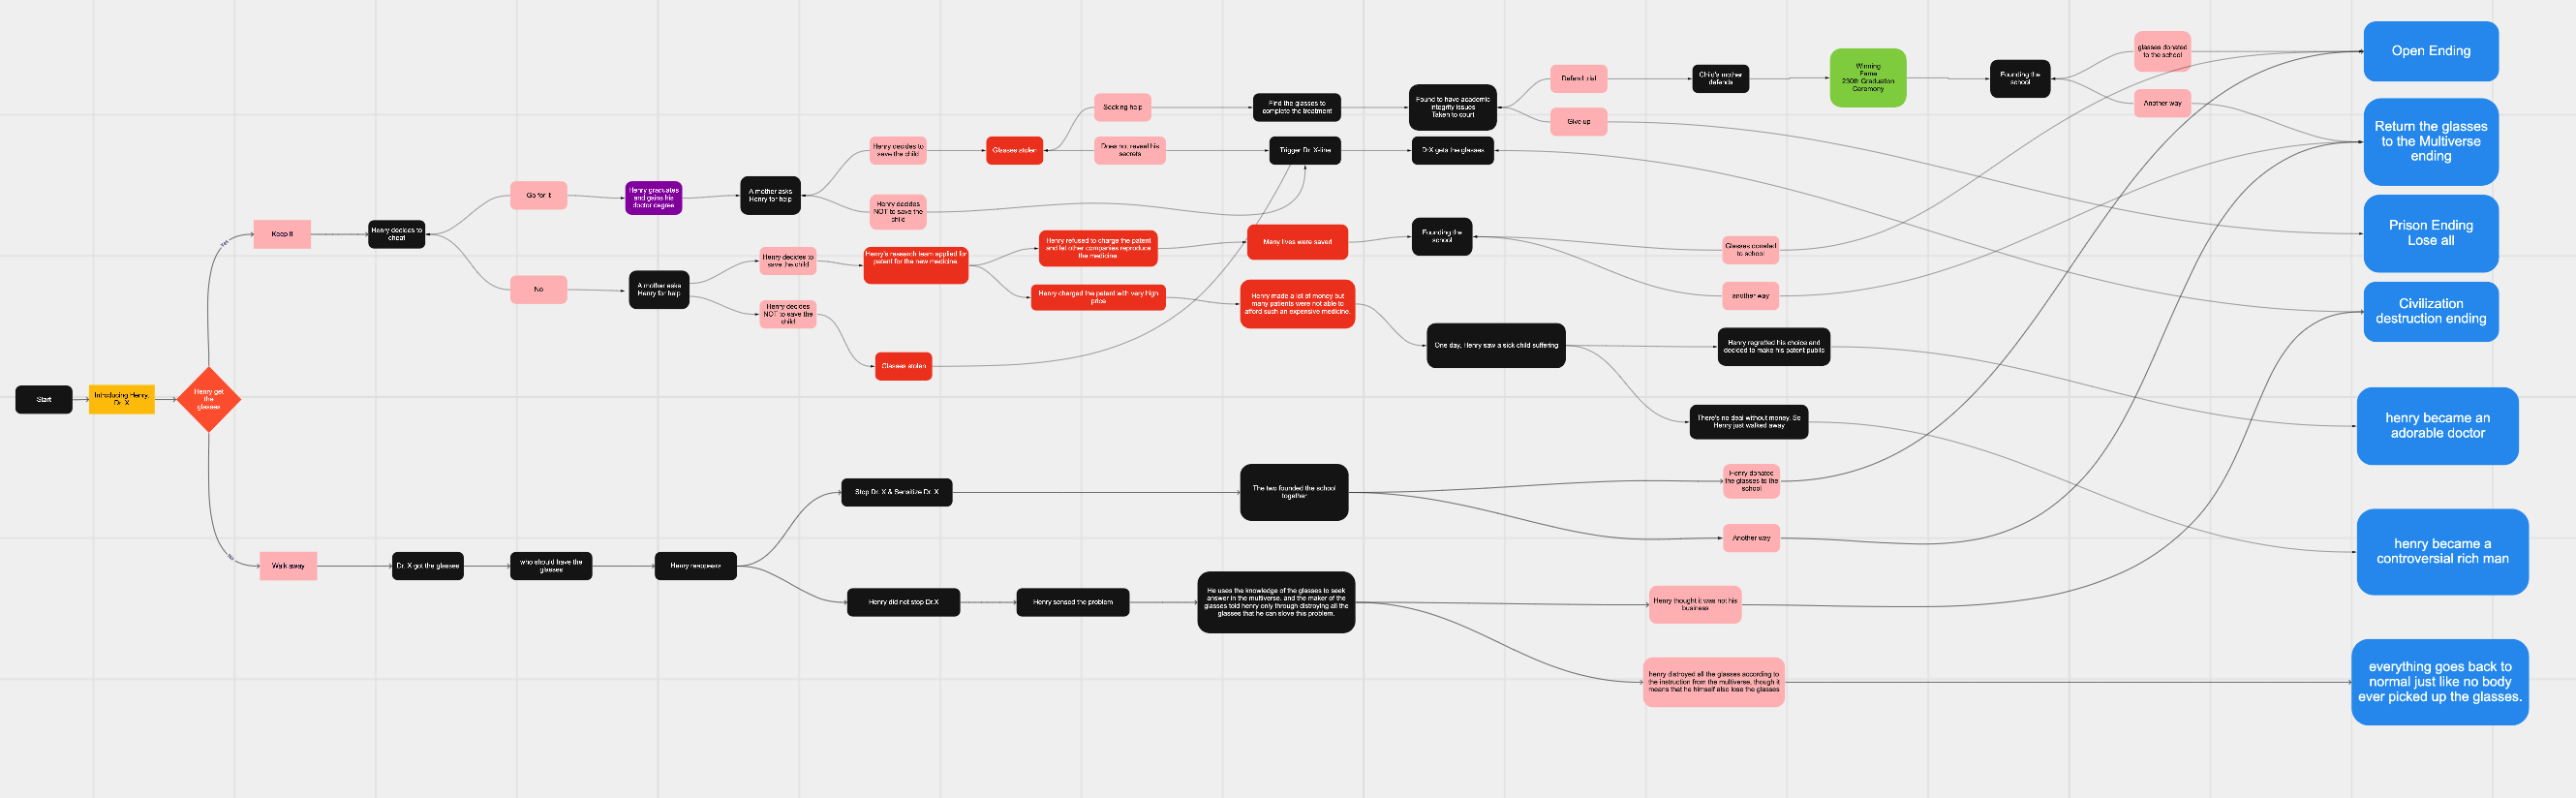 Start
Introducing Henry,
Dr. X
Henry get
the
glasses
Yes
No
Keep it
Henry decides to
cheat
Go for it
No
Henry graduates
and gains his
doctor degree
A mother asks
Henry for help
Henry decides to
save the child
Henry decides
NOT to save the
child
Glasses stolen
Seeking help
Does not reveal his
secrets
Find the glasses to
complete the treatment
Trigger Dr. X-line
Found to have academic
integrity issues
Taken to court
Dr.X gets the glasses
Defend trial
Give up
Child's mother
defends
Winning
Fame
230th Graduation
Ceremony
Founding the
school
glasses donated
to the school
Another way
A mother asks
Henry for help
Henry decides to
save the child
Henry decides
NOT to save the
child
Henry's research team applied for
patent for the new medicine.
Glasses stolen
Henry refused to charge the patent
and let other companies reproduce
the medicine.
Henry charged the patent with very high
price
Many lives were saved
Henry made a lot of money but
many patients were not able to
afford such an expensive medicine.
Founding the
school
Glasses donated
to school
another way
One day, Henry saw a sick child suffering
Henry regretted his choice and
decided to make his patent public
There's no deal without money. So
Henry just walked away
Walk away
Dr. X got the glasses
who should have the
glasses
Henry reappears
Stop Dr. X & Sensitize Dr. X
Henry did not stop Dr.X
Henry sensed the problem
The two founded the school
together
He uses the knowledge of the glasses to seek
answer in the multiverse. and the maker of the
glasses told henry only through distroying all the
glasses that he can slove this problem.
Henry donated
the glasses to the
school
Another way
Henry thought it was not his
business
henry distroyed all the glasses according to
the instruction from the multiverse, though it
means that he himself also lose the glasses
Open Ending
Return the glasses
to the Multiverse
ending
Prison Ending
Lose all
Civilization
destruction ending
henry became an
adorable doctor
henry became a
controversial rich man
everything goes back to
normal just like no body
ever picked up the glasses.